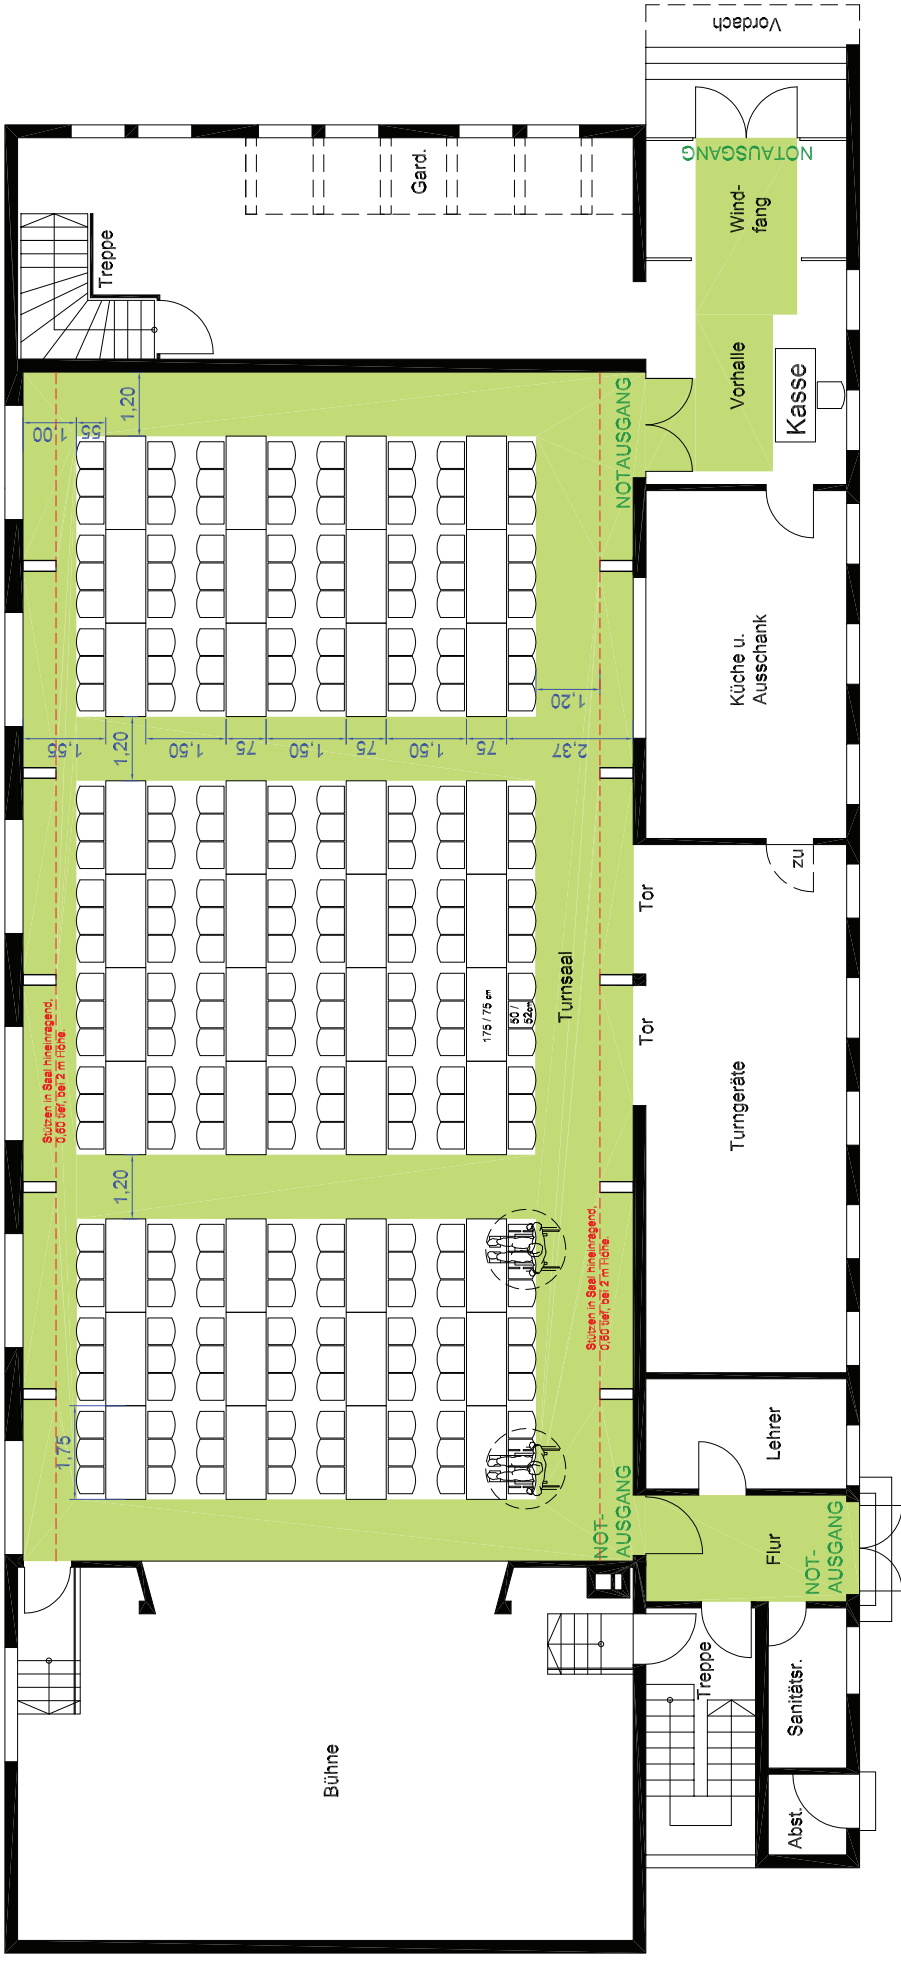 Vordach
NOTAUSGANG
Wind-
fang
Gard.
Treppe
Vorhalle
Kasse
NOTAUSGANG
1,20
1,00
55
Küche u.
Ausschank
1,20
1,55
1,20
1,50
75
1,50
75
1,50
75
2,37
zu
Tor
Tor
Turnsaal
175 / 75 cm
50 /
52cm
Stützen in Saal hineinragend,
0,60 tief, bei 2 m Höhe.
Turngeräte
1,20
Stützen in Saal hineinragend,
0,60 tief, bei 2 m Höhe.
1,75
Lehrer
NOT-
AUSGANG
Flur
NOT-
AUSGANG
Treppe
Sanitätsr.
Bühne
Abst.